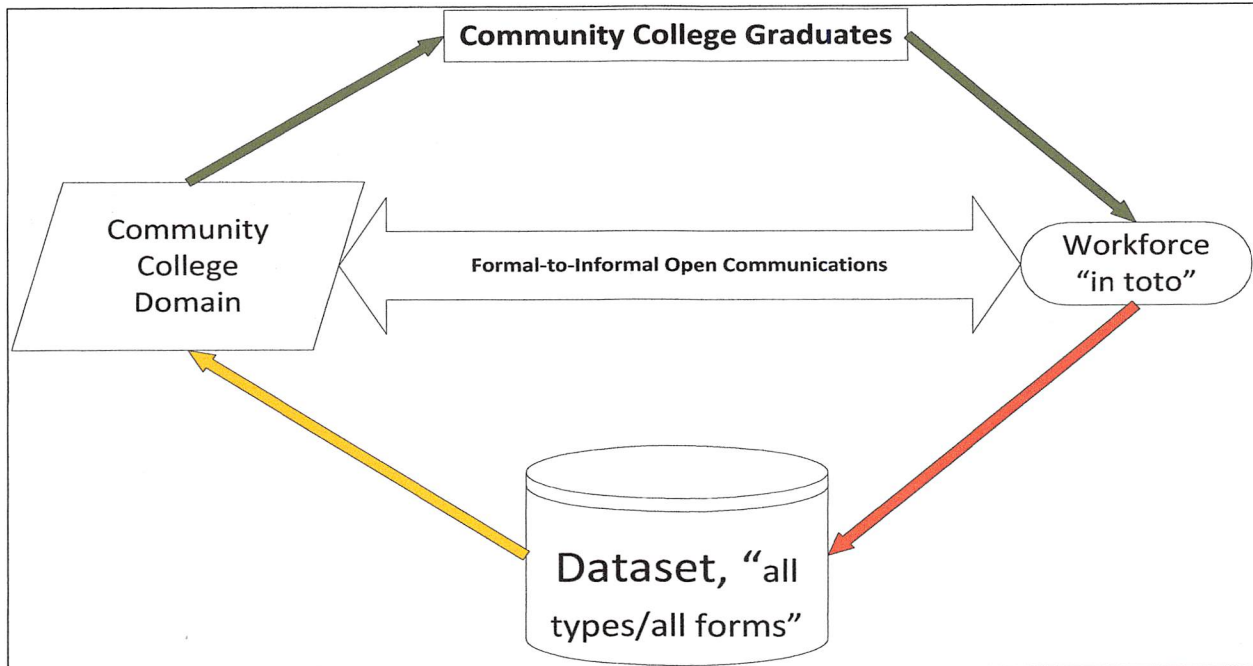 Community College Graduates
Community
College
Domain
Formal-to-Informal Open Communications
Workforce
“in toto”
Dataset, “all
types/all forms”